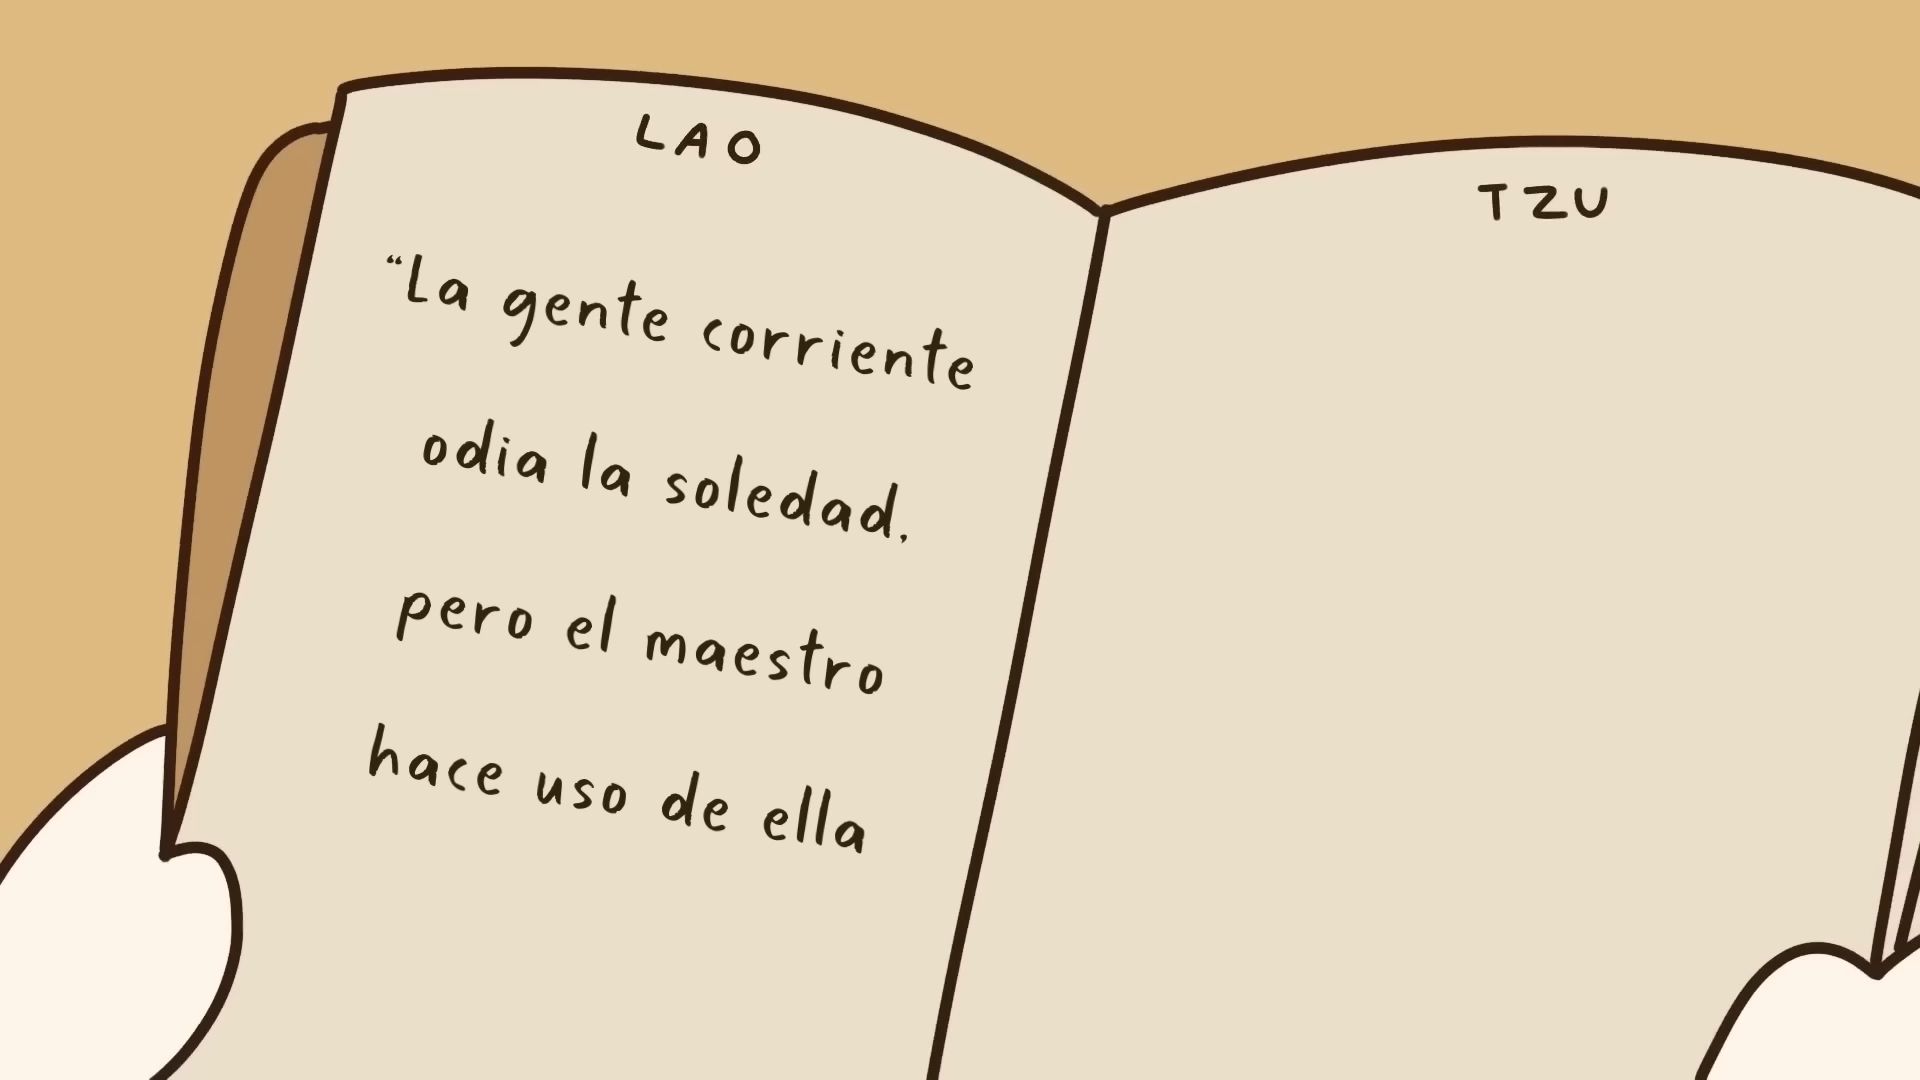 LAO
"La gente corriente
odia la soledad,
pero el maestro
hace uso de ella
TZU